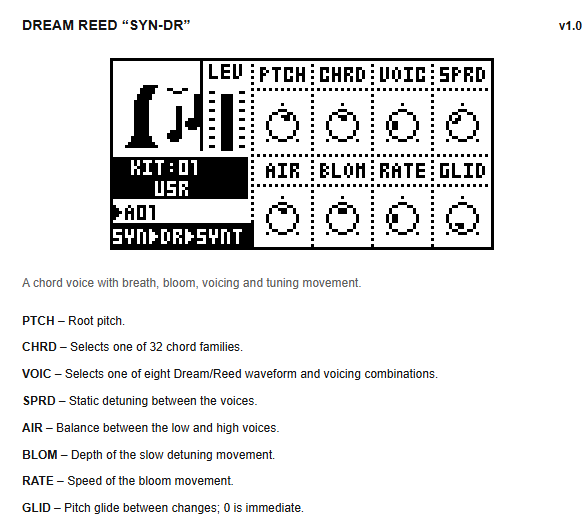 DREAM REED “SYN-DR”
v1.0
LEV PTCH CHRD VOIC SPRD
KIT:01
USR
AIR BLOM RATE GLID
A01
SYN▸DR▸SYNT
A chord voice with breath, bloom, voicing and tuning movement.
PTCH – Root pitch.
CHRD – Selects one of 32 chord families.
VOIC – Selects one of eight Dream/Reed waveform and voicing combinations.
SPRD – Static detuning between the voices.
AIR – Balance between the low and high voices.
BLOM – Depth of the slow detuning movement.
RATE – Speed of the bloom movement.
GLID – Pitch glide between changes; 0 is immediate.